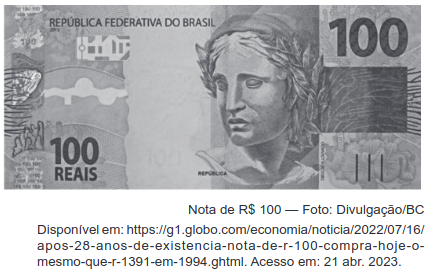 REPÚBLICA FEDERATIVA DO BRASIL
100
100
REAIS
REPÚBLICA
Nota de R$ 100 — Foto: Divulgação/BC
Disponível em: https://g1.globo.com/economia/noticia/2022/07/16/
apos-28-anos-de-existencia-nota-de-r-100-compra-hoje-o-
mesmo-que-r-1391-em-1994.ghtml. Acesso em: 21 abr. 2023.